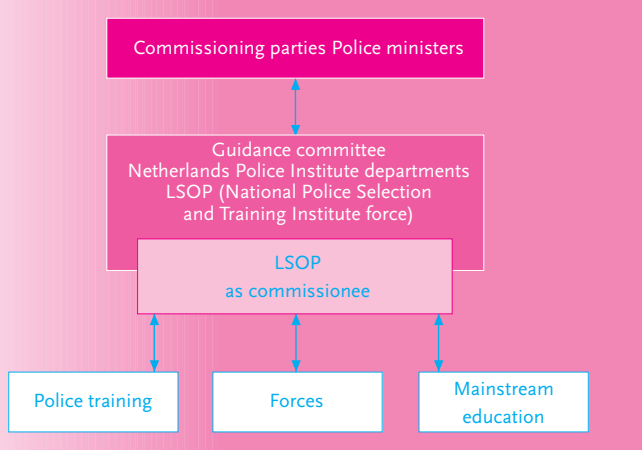 Commissioning parties Police ministers
Guidance committee
Netherlands Police Institute departments
LSOP (National Police Selection
and Training Institute force)
LSOP
as commissionee
Police training
Forces
Mainstream
education